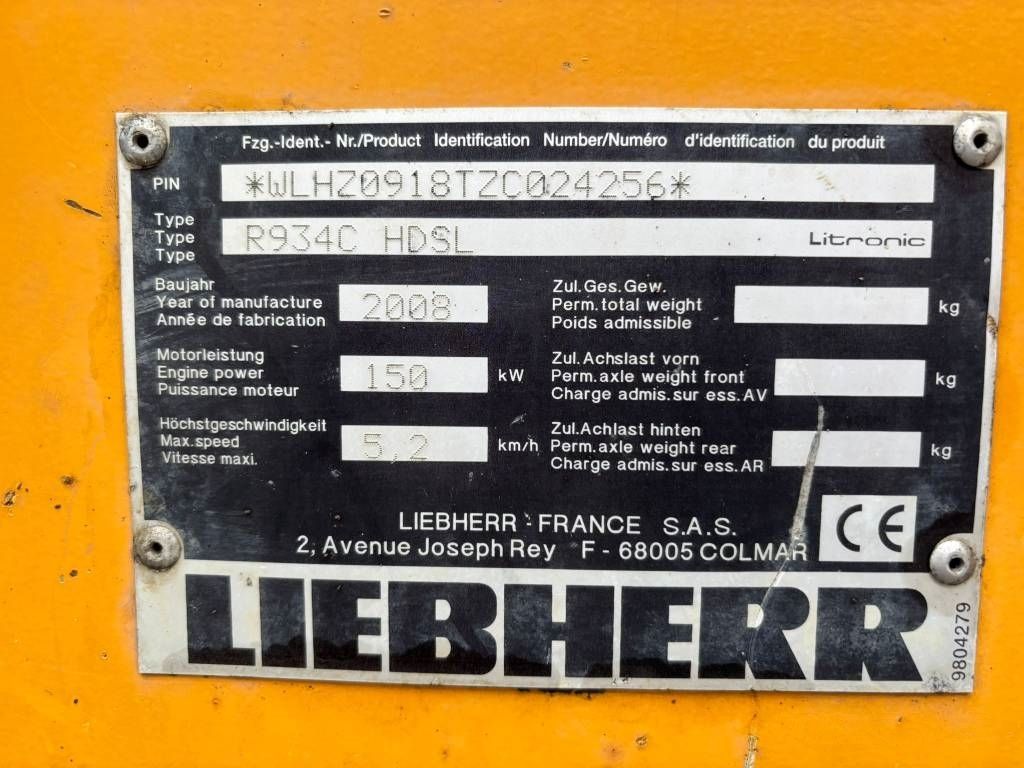 Fzg.-Ident.- Nr./Product Identification Number/Numéro d'identification du produit
PIN *WLHZ0918TZC024256*
Type
Type R934C HDSL Litronic
Type
Baujahr
Year of manufacture 2008
Année de fabrication
Zul.Ges.Gew.
Perm.total weight kg
Poids admissible
Motorleistung
Engine power 150 kW
Puissance moteur
Zul.Achslast vorn
Perm.axle weight front kg
Charge admis.sur ess.AV
Höchstgeschwindigkeit
Max.speed 5,2 km/h
Vitesse maxi.
Zul.Achlast hinten
Perm.axle weight rear kg
Charge admis.sur ess.AR
LIEBHERR-FRANCE S.A.S.
2, Avenue Joseph Rey F-68005 COLMAR
CE
LIEBHERR
9804279